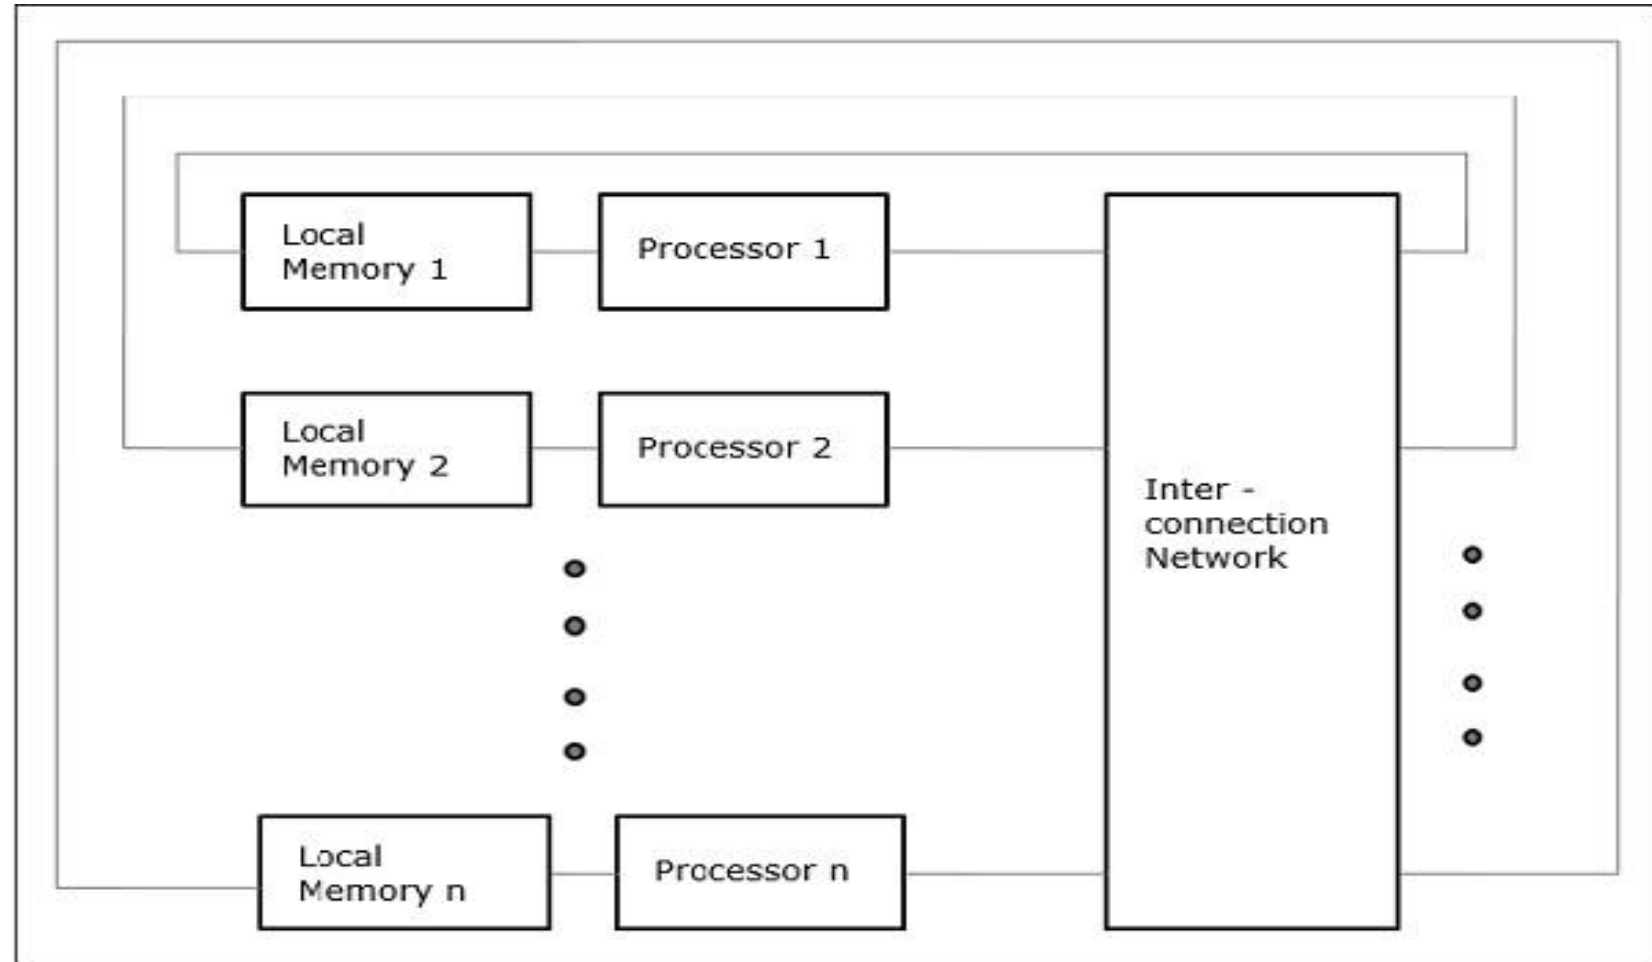 Local
Memory 1
Processor 1
Local
Memory 2
Processor 2
Inter -
connection
Network
Local
Memory n
Processor n